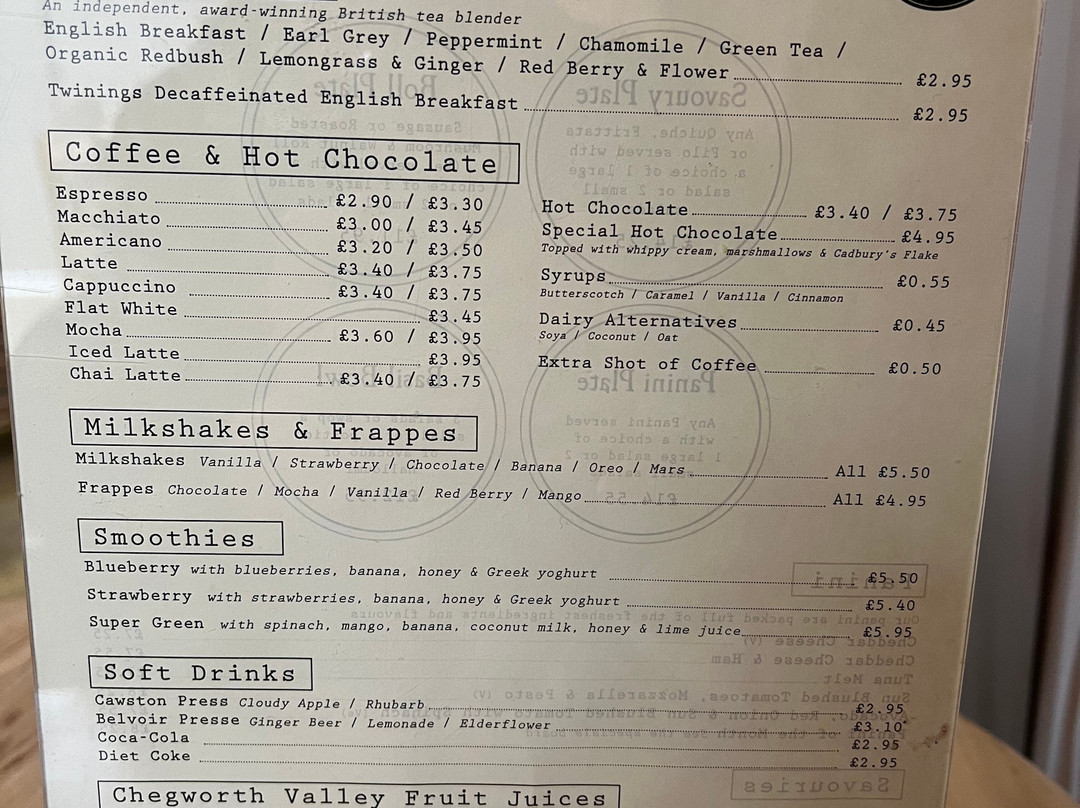 An independent, award-winning British tea blender
English Breakfast / Earl Grey / Peppermint / Chamomile / Green Tea /
Organic Redbush / Lemongrass & Ginger / Red Berry & Flower £2.95
Twinings Decaffeinated English Breakfast £2.95
Coffee & Hot Chocolate
Espresso £2.90 / £3.30
Macchiato £3.00 / £3.45
Americano £3.20 / £3.50
Latte £3.40 / £3.75
Cappuccino £3.40 / £3.75
Flat White £3.45
Mocha £3.60 / £3.95
Iced Latte £3.95
Chai Latte £3.40 / £3.75
Hot Chocolate £3.40 / £3.75
Special Hot Chocolate £4.95
Topped with whippy cream, marshmallows & Cadbury's Flake
Syrups £0.55
Butterscotch / Caramel / Vanilla / Cinnamon
Dairy Alternatives £0.45
Soya / Coconut / Oat
Extra Shot of Coffee £0.50
Milkshakes & Frappes
Milkshakes Vanilla / Strawberry / Chocolate / Banana / Oreo / Mars All £5.50
Frappes Chocolate / Mocha / Vanilla / Red Berry / Mango All £4.95
Smoothies
Blueberry with blueberries, banana, honey & Greek yoghurt £5.50
Strawberry with strawberries, banana, honey & Greek yoghurt £5.40
Super Green with spinach, mango, banana, coconut milk, honey & lime juice £5.95
Soft Drinks
Cawston Press Cloudy Apple / Rhubarb £2.95
Belvoir Presse Ginger Beer / Lemonade / Elderflower £3.10
Coca-Cola £2.95
Diet Coke £2.95
Chegworth Valley Fruit Juices